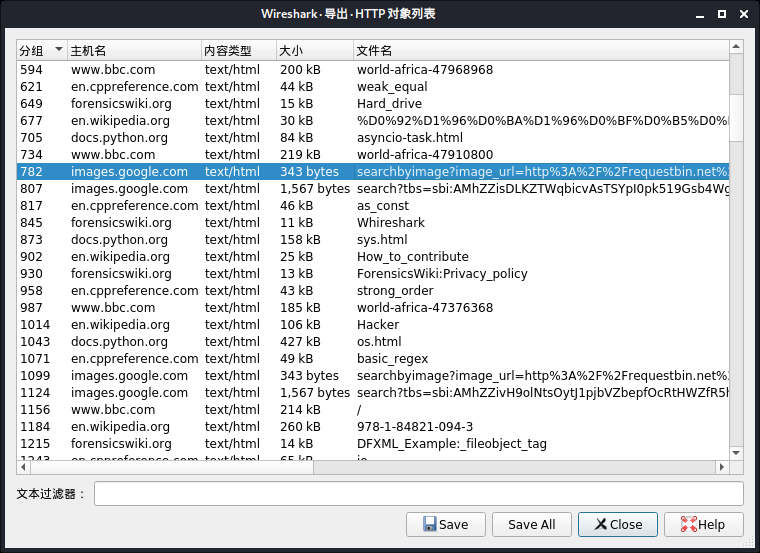 Wireshark · 导出 · HTTP 对象列表
分组 主机名 内容类型 大小 文件名
594 www.bbc.com text/html 200 kB world-africa-47968968
621 en.cppreference.com text/html 44 kB weak_equal
649 forensicswiki.org text/html 15 kB Hard_drive
677 en.wikipedia.org text/html 30 kB %D0%92%D1%96%D0%BA%D1%96%D0%BF%D0%B5%D0%
705 docs.python.org text/html 84 kB asyncio-task.html
734 www.bbc.com text/html 219 kB world-africa-47910800
782 images.google.com text/html 343 bytes searchbyimage?image_url=http%3A%2F%2Frequestbin.net%
807 images.google.com text/html 1,567 bytes search?tbs=sbi:AMhZZisDLKZTWqbicvAsTSYpI0pk519Gsb4Wg
817 en.cppreference.com text/html 46 kB as_const
845 forensicswiki.org text/html 11 kB Whireshark
873 docs.python.org text/html 158 kB sys.html
902 en.wikipedia.org text/html 25 kB How_to_contribute
930 forensicswiki.org text/html 13 kB ForensicsWiki:Privacy_policy
958 en.cppreference.com text/html 43 kB strong_order
987 www.bbc.com text/html 185 kB world-africa-47376368
1014 en.wikipedia.org text/html 106 kB Hacker
1043 docs.python.org text/html 427 kB os.html
1071 en.cppreference.com text/html 49 kB basic_regex
1099 images.google.com text/html 343 bytes searchbyimage?image_url=http%3A%2F%2Frequestbin.net%
1124 images.google.com text/html 1,567 bytes search?tbs=sbi:AMhZZivH9olNtsOytJ1pjbVZbepfOcRtHWZfR5
1156 www.bbc.com text/html 214 kB /
1184 en.wikipedia.org text/html 260 kB 978-1-84821-094-3
1215 forensicswiki.org text/html 14 kB DFXML_Example:_fileobject_tag
1243 en.cppreference.com text/html 65 kB io
文本过滤器：
Save Save All Close Help